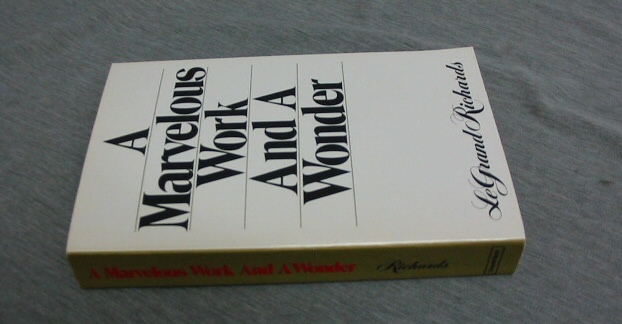 A
Marvelous
Work
And A
Wonder
LeGrand Richards
A Marvelous Work And A Wonder Richards